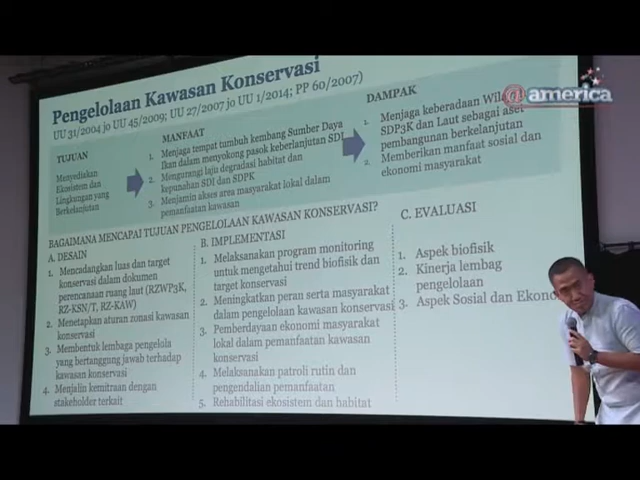 @america
Pengelolaan Kawasan Konservasi
UU 31/2004 jo UU 45/2009; UU 27/2007 jo UU 1/2014; PP 60/2007)
TUJUAN
Menyediakan
Ekosistem dan
Lingkungan yang
Berkelanjutan
MANFAAT
1. Menjaga tempat tumbuh kembang Sumber Daya
Ikan dalam menyokong pasok keberlanjutan SDI
2. Mengurangi laju degradasi habitat dan
kepunahan SDI dan SDPK
3. Menjamin akses area masyarakat lokal dalam
pemanfaatan kawasan
DAMPAK
1. Menjaga keberadaan
SDP3K dan Laut sebagai aset
pembangunan berkelanjutan
2. Memberikan manfaat sosial dan
ekonomi masyarakat
BAGAIMANA MENCAPAI TUJUAN PENGELOLAAN KAWASAN KONSERVASI?
A. DESAIN
1. Mencadangkan luas dan target
konservasi dalam dokumen
perencanaan ruang laut (RZWP3K,
RZ-KSN/T, RZ-KAW)
2. Menetapkan aturan zonasi kawasan
konservasi
3. Membentuk lembaga pengelola
yang bertanggung jawab terhadap
kawasan konservasi
4. Menjalin kemitraan dengan
stakeholder terkait
B. IMPLEMENTASI
1. Melaksanakan program monitoring
untuk mengetahui trend biofisik dan
target konservasi
2. Meningkatkan peran serta masyarakat
dalam pengelolaan kawasan konservasi
3. Pemberdayaan ekonomi masyarakat
lokal dalam pemanfaatan kawasan
konservasi
4. Melaksanakan patroli rutin dan
pengendalian pemanfaatan
5. Rehabilitasi ekosistem dan habitat
C. EVALUASI
1. Aspek biofisik
2. Kinerja lembaga
pengelolaan
3. Aspek Sosial dan Ekono